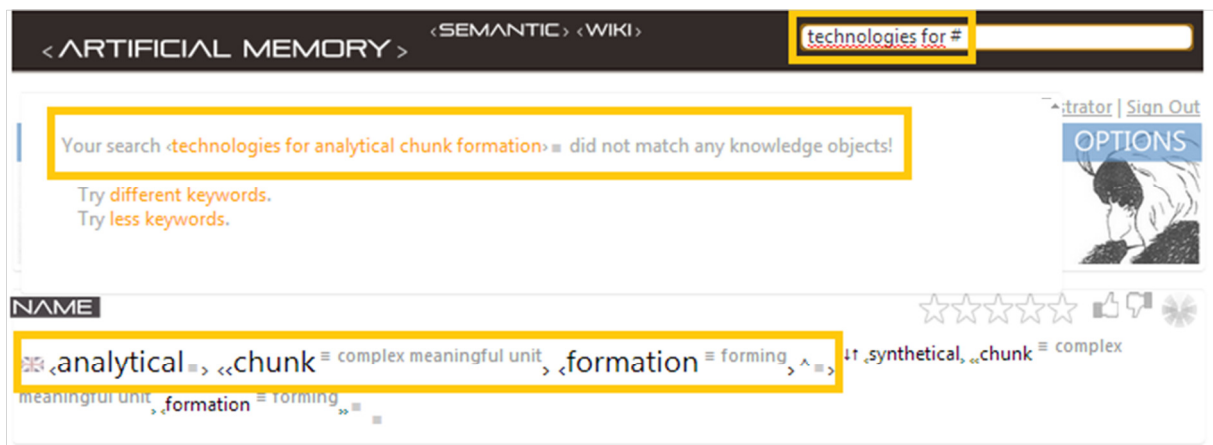 ‹SEMANTIC› ‹WIKI›
‹ ARTIFICIAL MEMORY ›
technologies for #
strator | Sign Out
Your search ‹technologies for analytical chunk formation› ■ did not match any knowledge objects!
OPTIONS
Try different keywords.
Try less keywords.
NAME
‹analytical ■› ‹‹chunk ≡ complex meaningful unit› ‹formation ≡ forming› ^ ■› ↓↑ ‹synthetical› ‹‹chunk ≡ complex
meaningful unit› ‹formation ≡ forming›› ■